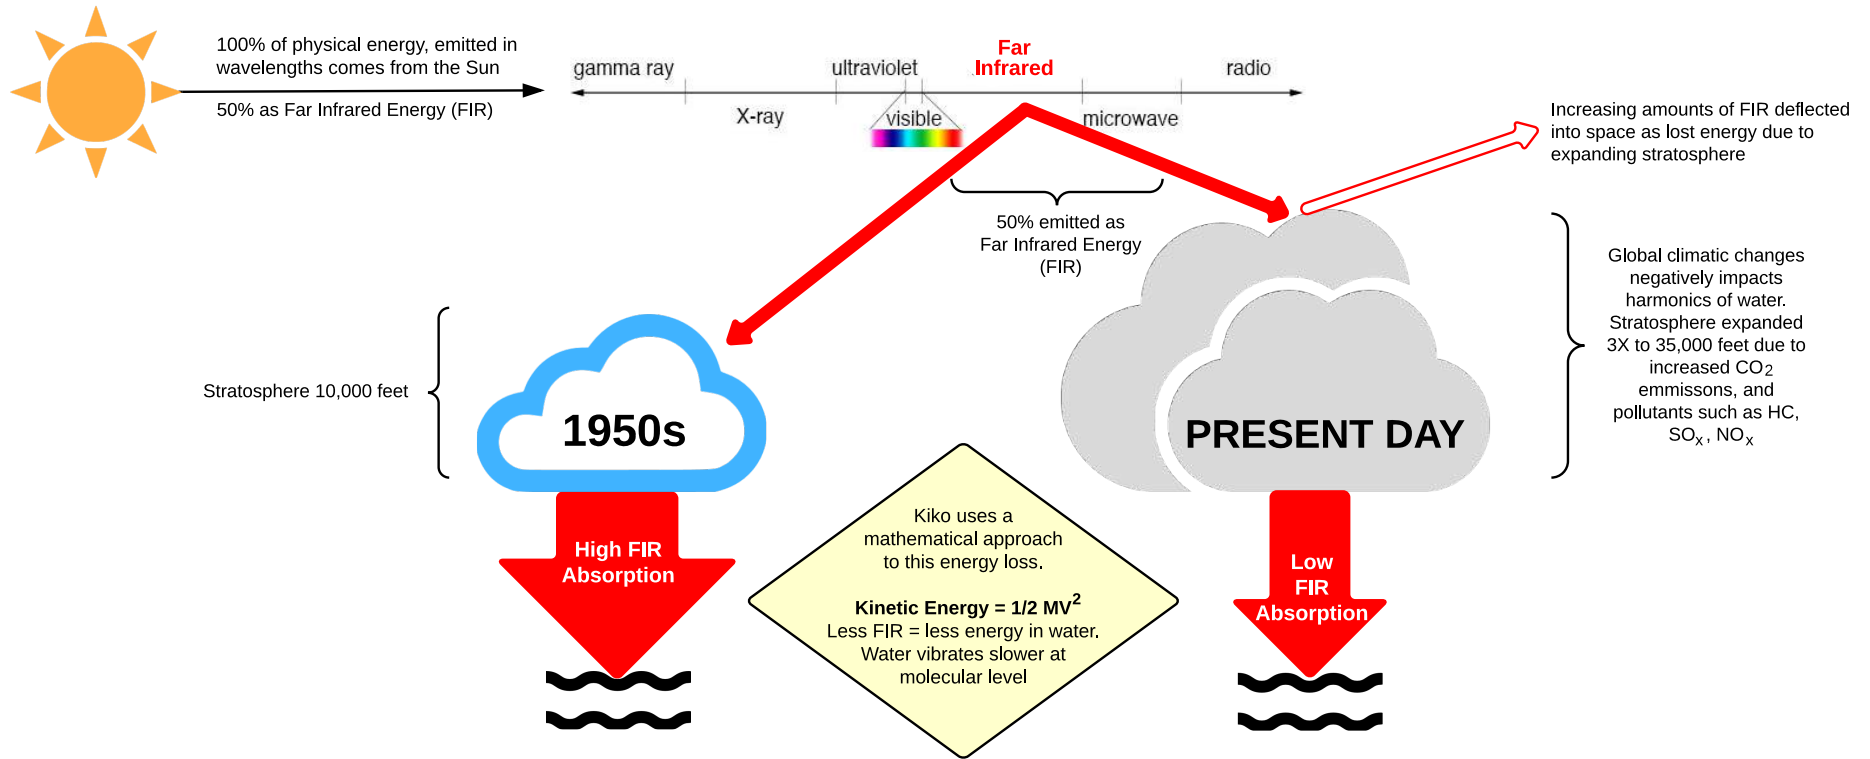 100% of physical energy, emitted in
wavelengths comes from the Sun
50% as Far Infrared Energy (FIR)
gamma ray
X-ray
ultraviolet
visible
Far
Infrared
microwave
radio
Increasing amounts of FIR deflected
into space as lost energy due to
expanding stratosphere
50% emitted as
Far Infrared Energy
(FIR)
Global climatic changes
negatively impacts
harmonics of water.
Stratosphere expanded
3X to 35,000 feet due to
increased CO2
emmissons, and
pollutants such as HC,
SOx, NOx
Stratosphere 10,000 feet
1950s
PRESENT DAY
High FIR
Absorption
Kiko uses a
mathematical approach
to this energy loss.
Kinetic Energy = 1/2 MV²
Less FIR = less energy in water.
Water vibrates slower at
molecular level
Low
FIR
Absorption